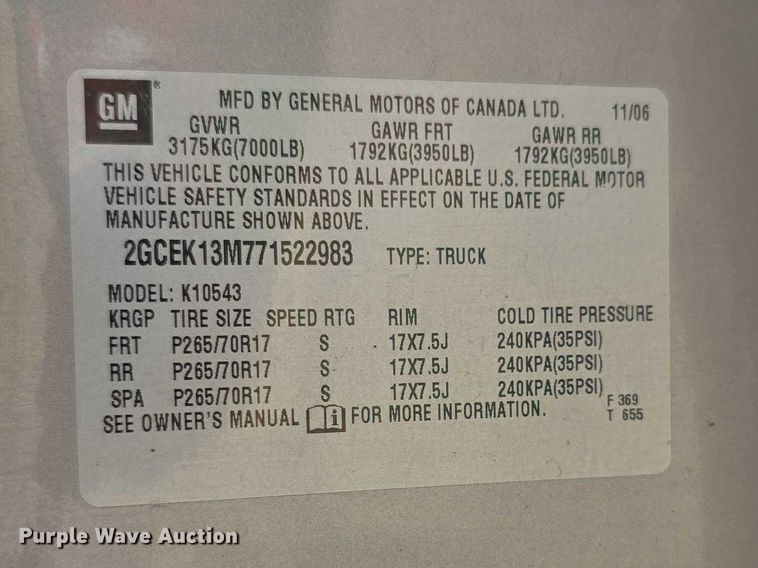 GM ®
MFD BY GENERAL MOTORS OF CANADA LTD. 11/06
GVWR GAWR FRT GAWR RR
3175KG(7000LB) 1792KG(3950LB) 1792KG(3950LB)
THIS VEHICLE CONFORMS TO ALL APPLICABLE U.S. FEDERAL MOTOR
VEHICLE SAFETY STANDARDS IN EFFECT ON THE DATE OF
MANUFACTURE SHOWN ABOVE.
2GCEK13M771522983 TYPE: TRUCK
MODEL: K10543
KRGP TIRE SIZE SPEED RTG RIM COLD TIRE PRESSURE
FRT P265/70R17 S 17X7.5J 240KPA(35PSI)
RR P265/70R17 S 17X7.5J 240KPA(35PSI)
SPA P265/70R17 S 17X7.5J 240KPA(35PSI)
F 369
SEE OWNER'S MANUAL i FOR MORE INFORMATION. T 655
Purple Wave Auction